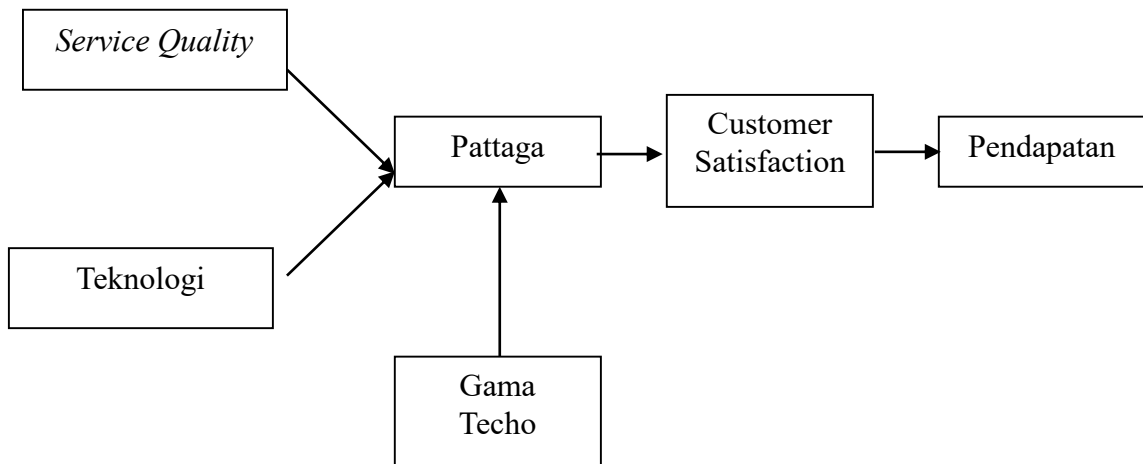 Service Quality
Pattaga
Customer
Satisfaction
Pendapatan
Teknologi
Gama
Techo